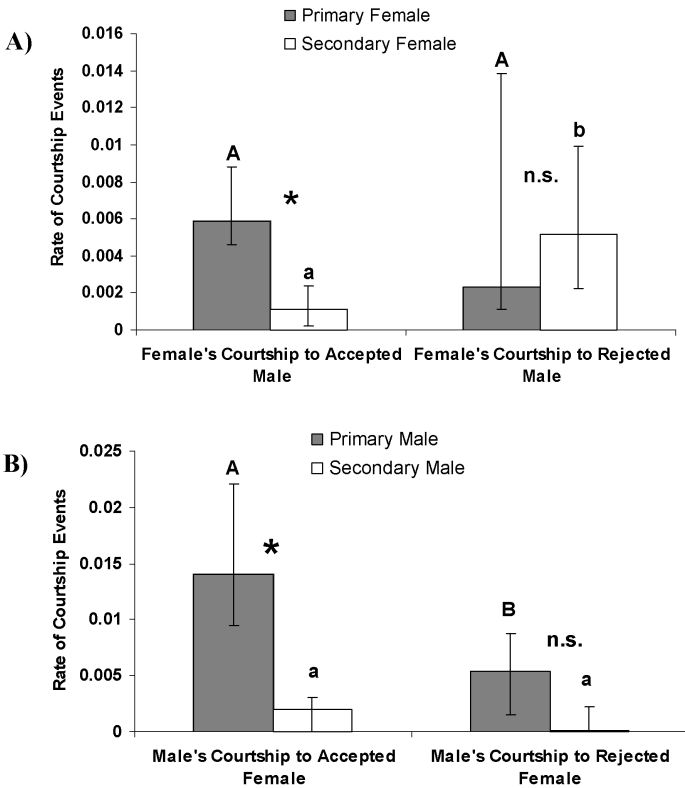 A)
Primary Female
Secondary Female
Rate of Courtship Events
0.016
0.014
0.012
0.01
0.008
0.006
0.004
0.002
0
A
*
a
A
n.s.
b
Female's Courtship to Accepted
Male
Female's Courtship to Rejected
Male
B)
Primary Male
Secondary Male
Rate of Courtship Events
0.025
0.02
0.015
0.01
0.005
0
A
*
a
B
n.s.
a
Male's Courtship to Accepted
Female
Male's Courtship to Rejected
Female